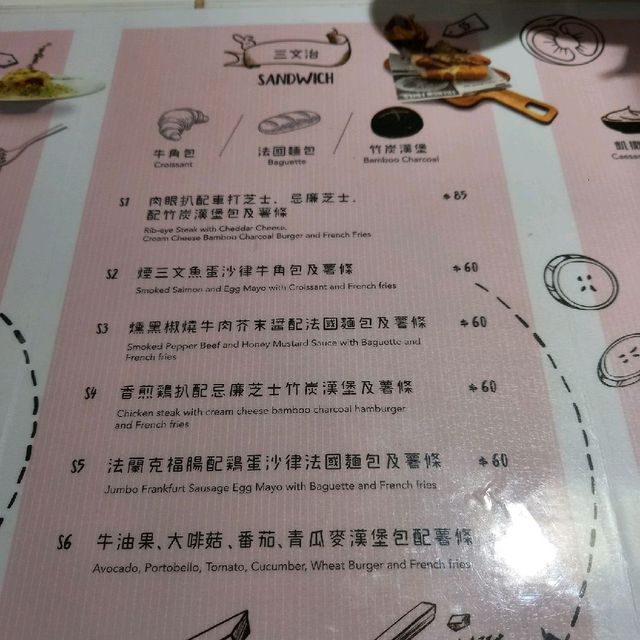 三文治
SANDWICH
牛角包
Croissant
法國麵包
Baguette
竹炭漢堡
Bamboo Charcoal
S1 肉眼扒配車打芝士，忌廉芝士，
配竹炭漢堡包及薯條
$85
Rib-eye Steak with Cheddar Cheese,
Cream Cheese Bamboo Charcoal Burger and French Fries
S2 煙三文魚蛋沙律牛角包及薯條 $60
Smoked Salmon and Egg Mayo with Croissant and French fries
S3 燻黑椒燒牛肉芥末醬配法國麵包及薯條 $60
Smoked Pepper Beef and Honey Mustard Sauce with Baguette and
French fries
S4 香煎鷄扒配忌廉芝士竹炭漢堡及薯條 $60
Chicken steak with cream cheese bamboo charcoal hamburger
and French fries
S5 法蘭克福腸配鷄蛋沙律法國麵包及薯條 $60
Jumbo Frankfurt Sausage Egg Mayo with Baguette and French fries
S6 牛油果、大啡菇、番茄、青瓜麥漢堡包配薯條
Avocado, Portobello, Tomato, Cucumber, Wheat Burger and French fries